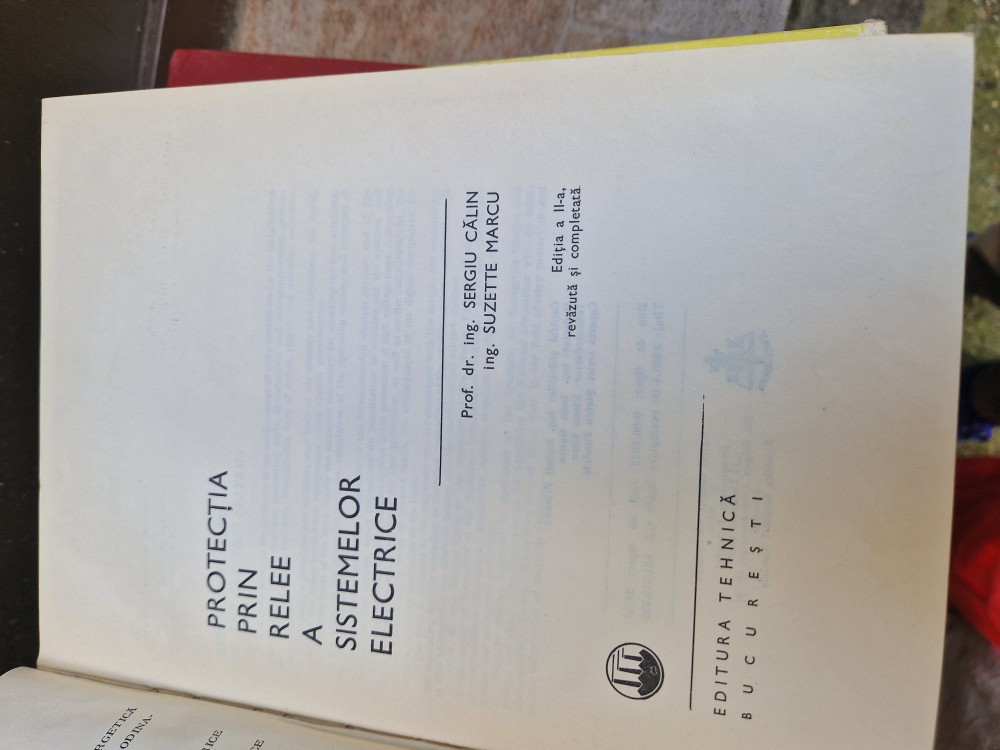 PROTECȚIA
PRIN
RELEE
A
SISTEMELOR
ELECTRICE
Prof. dr. ing. SERGIU CĂLIN
ing. SUZETTE MARCU
Ediția a II-a,
revăzută și completată
EDITURA TEHNICĂ
BUCUREȘTI